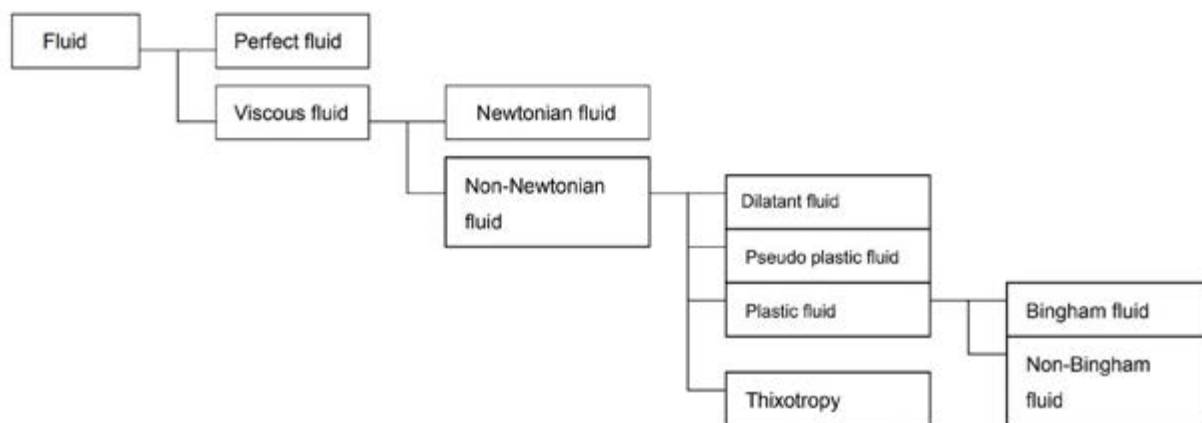 Fluid
Perfect fluid
Viscous fluid
Newtonian fluid
Non-Newtonian
fluid
Dilatant fluid
Pseudo plastic fluid
Plastic fluid
Thixotropy
Bingham fluid
Non-Bingham
fluid